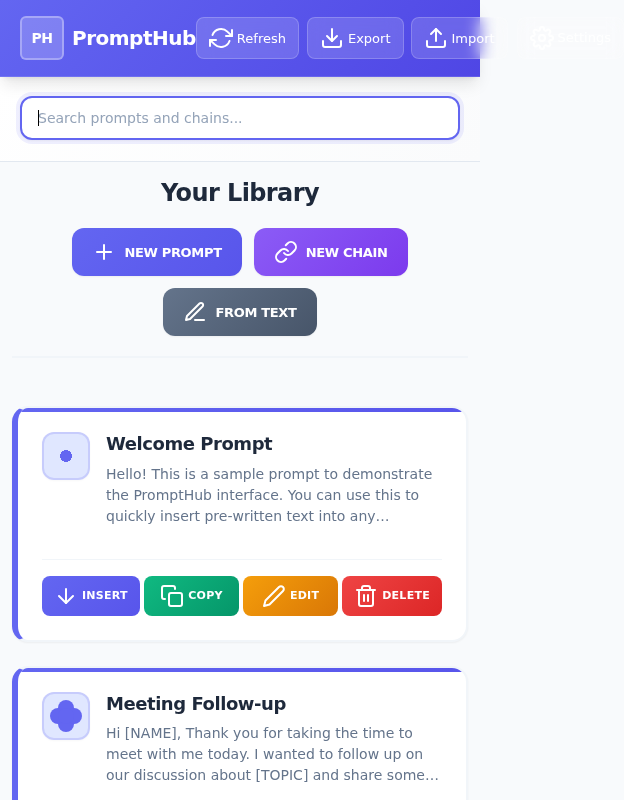 PH PromptHub Refresh Export Import Settings
Search prompts and chains...
Your Library
NEW PROMPT NEW CHAIN
FROM TEXT
Welcome Prompt
Hello! This is a sample prompt to demonstrate
the PromptHub interface. You can use this to
quickly insert pre-written text into any...
INSERT COPY EDIT DELETE
Meeting Follow-up
Hi [NAME], Thank you for taking the time to
meet with me today. I wanted to follow up on
our discussion about [TOPIC] and share some...